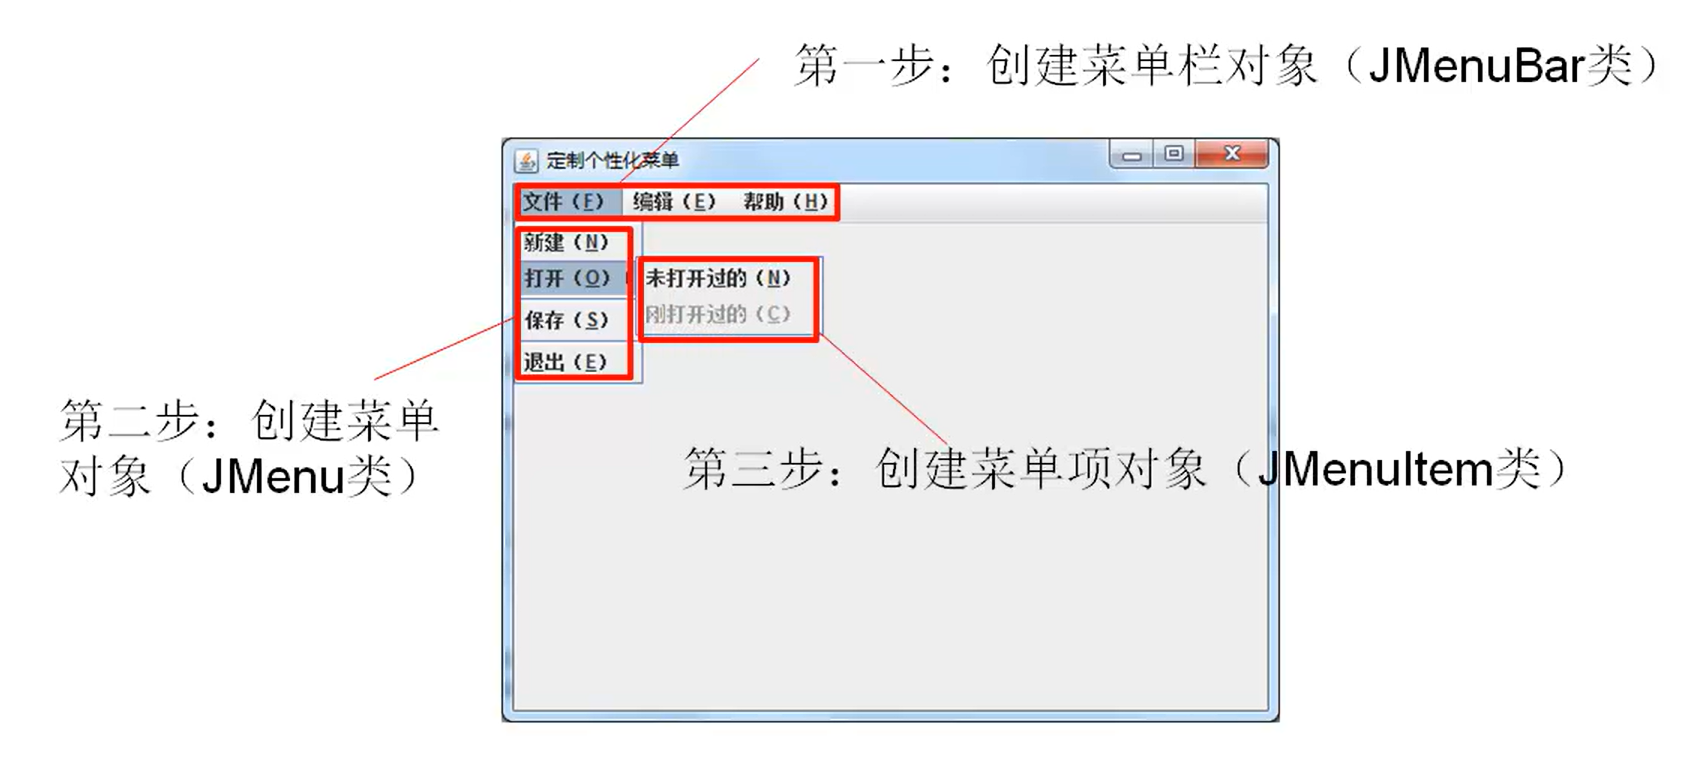 第一步：创建菜单栏对象（JMenuBar类）
定制个性化菜单
文件（F） 编辑（E） 帮助（H）
新建（N）
打开（O）
未打开过的（N）
刚打开过的（C）
保存（S）
退出（E）
第二步：创建菜单
对象（JMenu类）
第三步：创建菜单项对象（JMenuItem类）